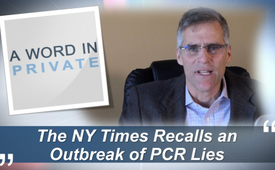 A WORD IN
PRIVATE
The NY Times Recalls an
Outbreak of PCR Lies
„
”